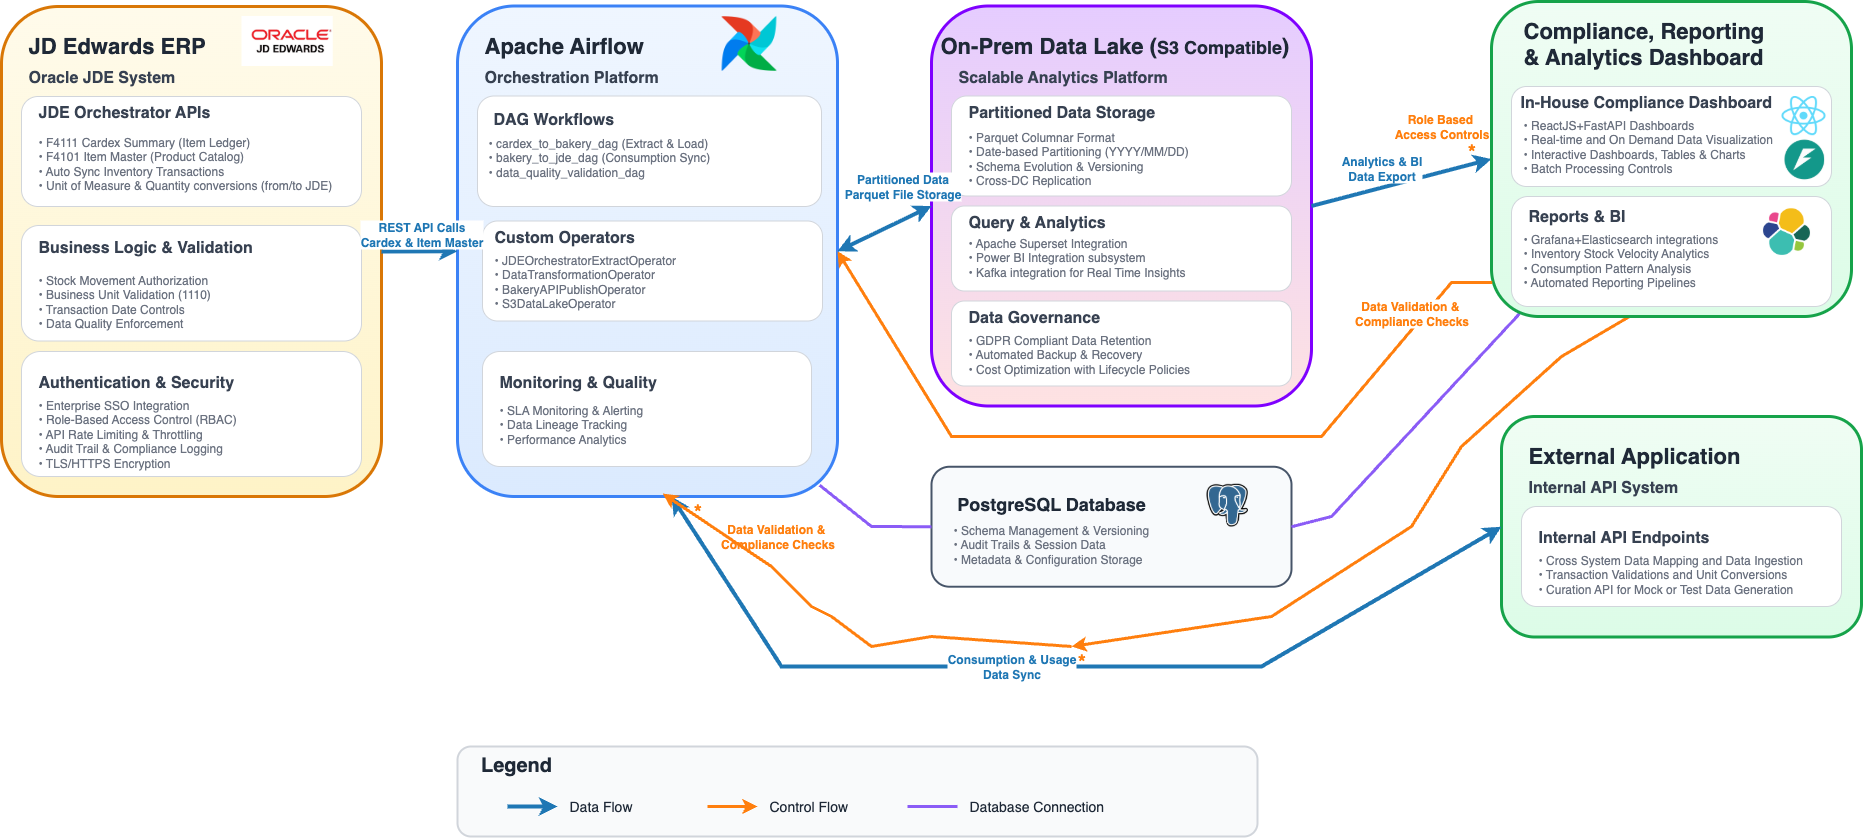 JD Edwards ERP
ORACLE
JD EDWARDS
Oracle JDE System
JDE Orchestrator APIs
• F4111 Cardex Summary (Item Ledger)
• F4101 Item Master (Product Catalog)
• Auto Sync Inventory Transactions
• Unit of Measure & Quantity conversions (from/to JDE)
Business Logic & Validation
• Stock Movement Authorization
• Business Unit Validation (1110)
• Transaction Date Controls
• Data Quality Enforcement
Authentication & Security
• Enterprise SSO Integration
• Role-Based Access Control (RBAC)
• API Rate Limiting & Throttling
• Audit Trail & Compliance Logging
• TLS/HTTPS Encryption
REST API Calls
Cardex & Item Master
Apache Airflow
Orchestration Platform
DAG Workflows
• cardex_to_bakery_dag (Extract & Load)
• bakery_to_jde_dag (Consumption Sync)
• data_quality_validation_dag
Custom Operators
• JDEOrchestratorExtractOperator
• DataTransformationOperator
• BakeryAPIPublishOperator
• S3DataLakeOperator
Monitoring & Quality
• SLA Monitoring & Alerting
• Data Lineage Tracking
• Performance Analytics
Partitioned Data
Parquet File Storage
On-Prem Data Lake (S3 Compatible)
Scalable Analytics Platform
Partitioned Data Storage
• Parquet Columnar Format
• Date-based Partitioning (YYYY/MM/DD)
• Schema Evolution & Versioning
• Cross-DC Replication
Query & Analytics
• Apache Superset Integration
• Power BI Integration subsystem
• Kafka integration for Real Time Insights
Data Governance
• GDPR Compliant Data Retention
• Automated Backup & Recovery
• Cost Optimization with Lifecycle Policies
Role Based
Access Controls
*
Analytics & BI
Data Export
Data Validation &
Compliance Checks
Compliance, Reporting
& Analytics Dashboard
In-House Compliance Dashboard
• ReactJS+FastAPI Dashboards
• Real-time and On Demand Data Visualization
• Interactive Dashboards, Tables & Charts
• Batch Processing Controls
Reports & BI
• Grafana+Elasticsearch integrations
• Inventory Stock Velocity Analytics
• Consumption Pattern Analysis
• Automated Reporting Pipelines
PostgreSQL Database
• Schema Management & Versioning
• Audit Trails & Session Data
• Metadata & Configuration Storage
External Application
Internal API System
Internal API Endpoints
• Cross System Data Mapping and Data Ingestion
• Transaction Validations and Unit Conversions
• Curation API for Mock or Test Data Generation
*
Data Validation &
Compliance Checks
Consumption & Usage *
Data Sync
Legend
Data Flow
Control Flow
Database Connection